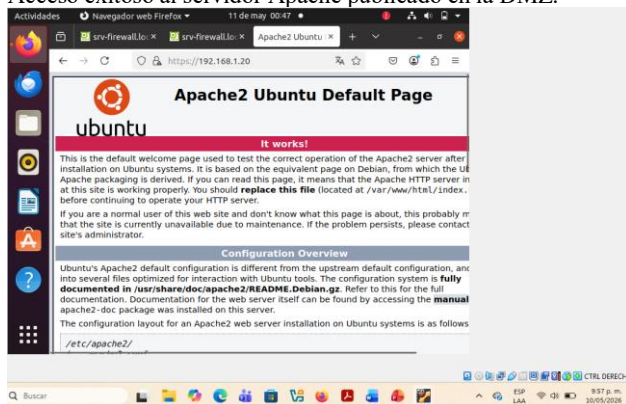 Acceso exitoso al servidor Apache publicado en la DMZ.
Actividades Navegador web Firefox 11 de may 00:47
srv-firewall.loc × srv-firewall.loc × Apache2 Ubuntu × +
https://192.168.1.20
Apache2 Ubuntu Default Page
ubuntu
It works!
This is the default welcome page used to test the correct operation of the Apache2 server after
installation on Ubuntu systems. It is based on the equivalent page on Debian, from which the Ub
Apache packaging is derived. If you can read this page, it means that the Apache HTTP server in
at this site is working properly. You should replace this file (located at /var/www/html/index.
before continuing to operate your HTTP server.
If you are a normal user of this web site and don't know what this page is about, this probably m
that the site is currently unavailable due to maintenance. If the problem persists, please contact
site's administrator.
Configuration Overview
Ubuntu's Apache2 default configuration is different from the upstream default configuration, and
into several files optimized for interaction with Ubuntu tools. The configuration system is fully
documented in /usr/share/doc/apache2/README.Debian.gz. Refer to this for the full
documentation. Documentation for the web server itself can be found by accessing the manual
apache2-doc package was installed on this server.
The configuration layout for an Apache2 web server installation on Ubuntu systems is as follows
/etc/apache2/
CTRL DERECH
Buscar
ESP
LAA
9:57 p. m.
10/05/2026